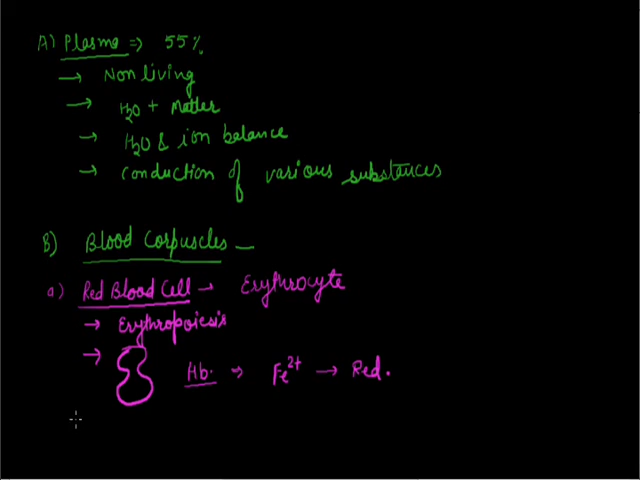 A) Plasma => 55%
→ Non living
→ H2O + Matter
→ H2O & ion balance
→ Conduction of various substances
B) Blood Corpuscles —
a) Red Blood Cell → Erythrocyte
→ Erythropoiesis
→ Hb. => Fe2+ → Red.